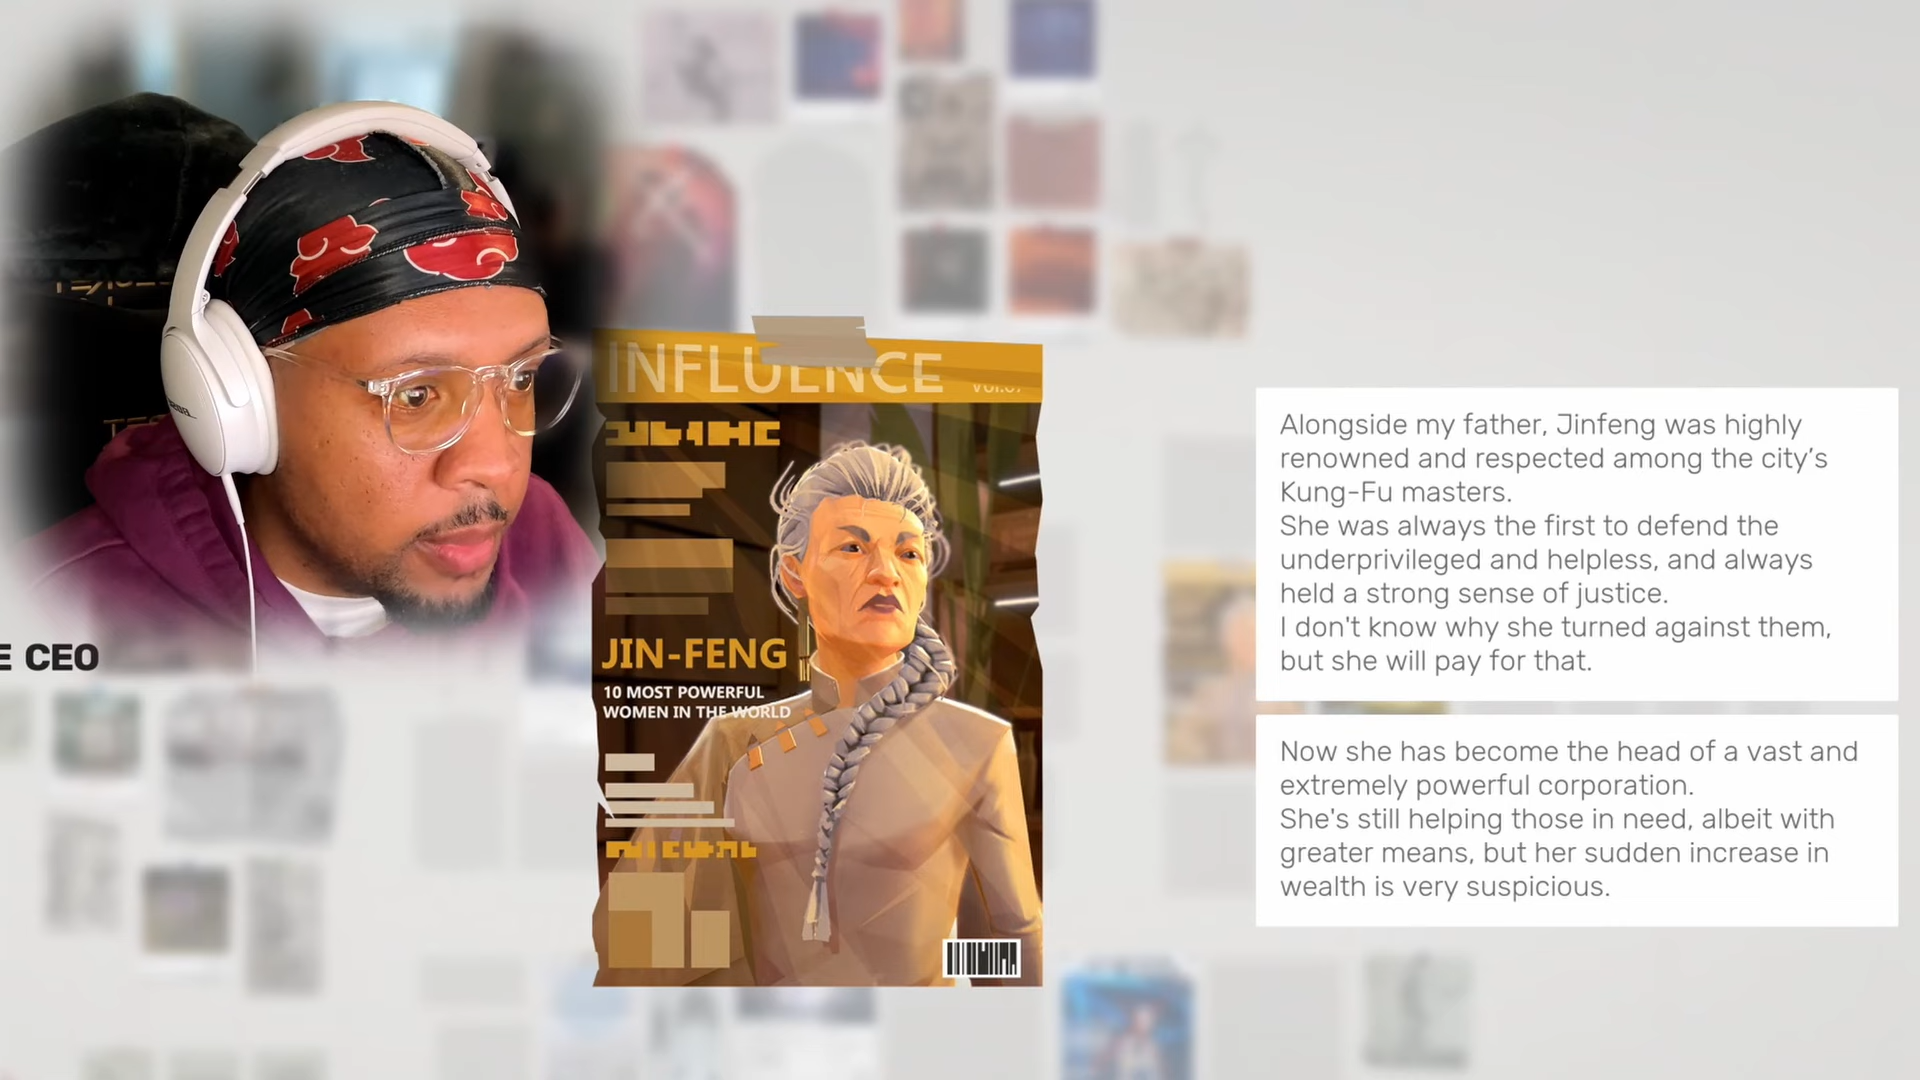 INFLUENCE
JIN-FENG
10 MOST POWERFUL
WOMEN IN THE WORLD
E CEO
Alongside my father, Jinfeng was highly
renowned and respected among the city’s
Kung-Fu masters.
She was always the first to defend the
underprivileged and helpless, and always
held a strong sense of justice.
I don't know why she turned against them,
but she will pay for that.
Now she has become the head of a vast and
extremely powerful corporation.
She's still helping those in need, albeit with
greater means, but her sudden increase in
wealth is very suspicious.